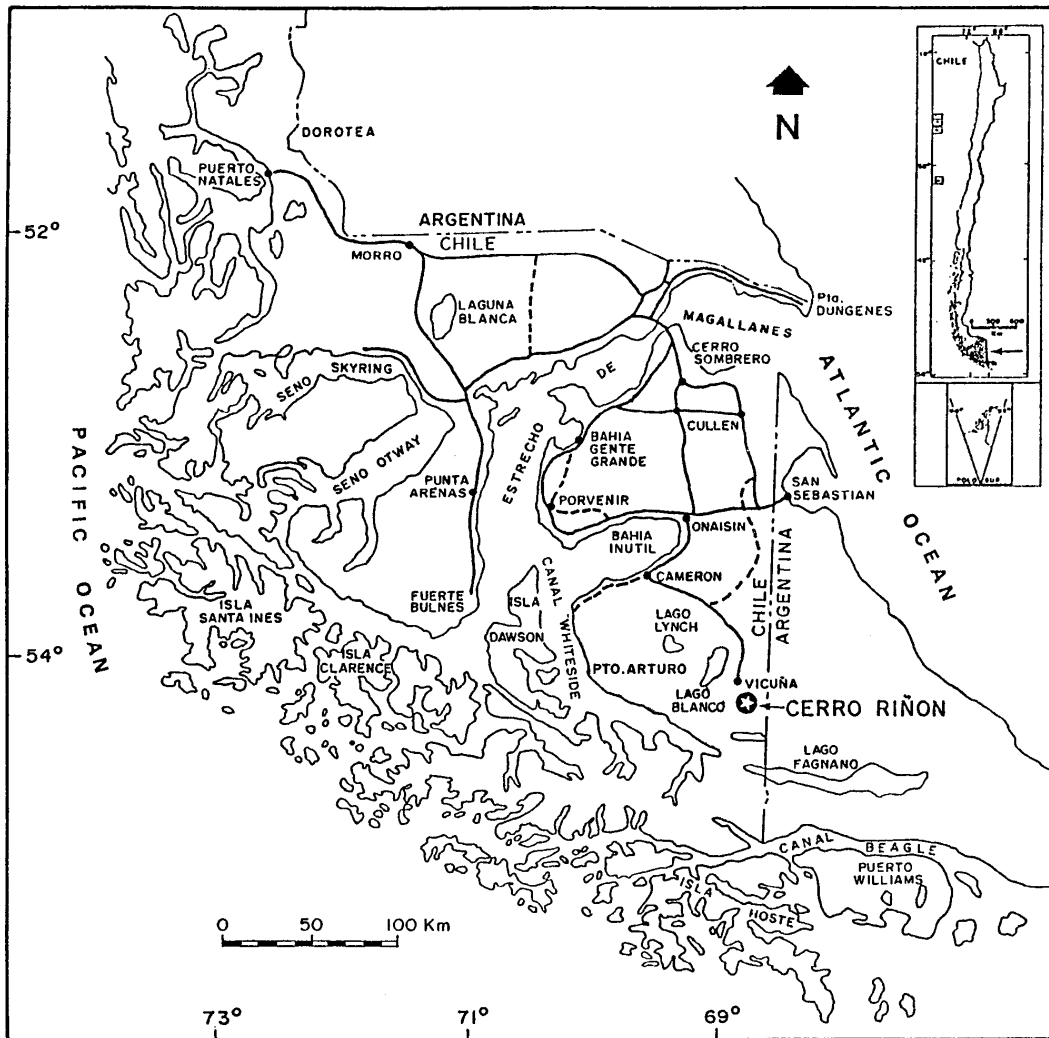 DOROTEA
PUERTO
NATALES
52°
ARGENTINA
CHILE
MORRO
LAGUNA
BLANCA
Pta.
DUNGENES
ESTRECHO
DE
MAGALLANES
CERRO
SOMBRERO
SENO
SKYRING
SENO OTWAY
CULLEN
BAHIA
GENTE
GRANDE
PUNTA
ARENAS
PORVENIR
SAN
SEBASTIAN
ONAISIN
BAHIA
INUTIL
CAMERON
PACIFIC
OCEAN
ATLANTIC
OCEAN
FUERTE
BULNES
ISLA
DAWSON
CANAL
WHITESIDE
LAGO
LYNCH
CHILE
ARGENTINA
ISLA
SANTA INES
54°
ISLA
CLARENCE
PTO. ARTURO
VICUÑA
LAGO
BLANCO
CERRO RIÑON
LAGO
FAGNANO
CANAL BEAGLE
PUERTO
WILLIAMS
ISLA
HOSTE
0 50 100 Km
73° 71° 69°
N
CHILE
POLO SUR